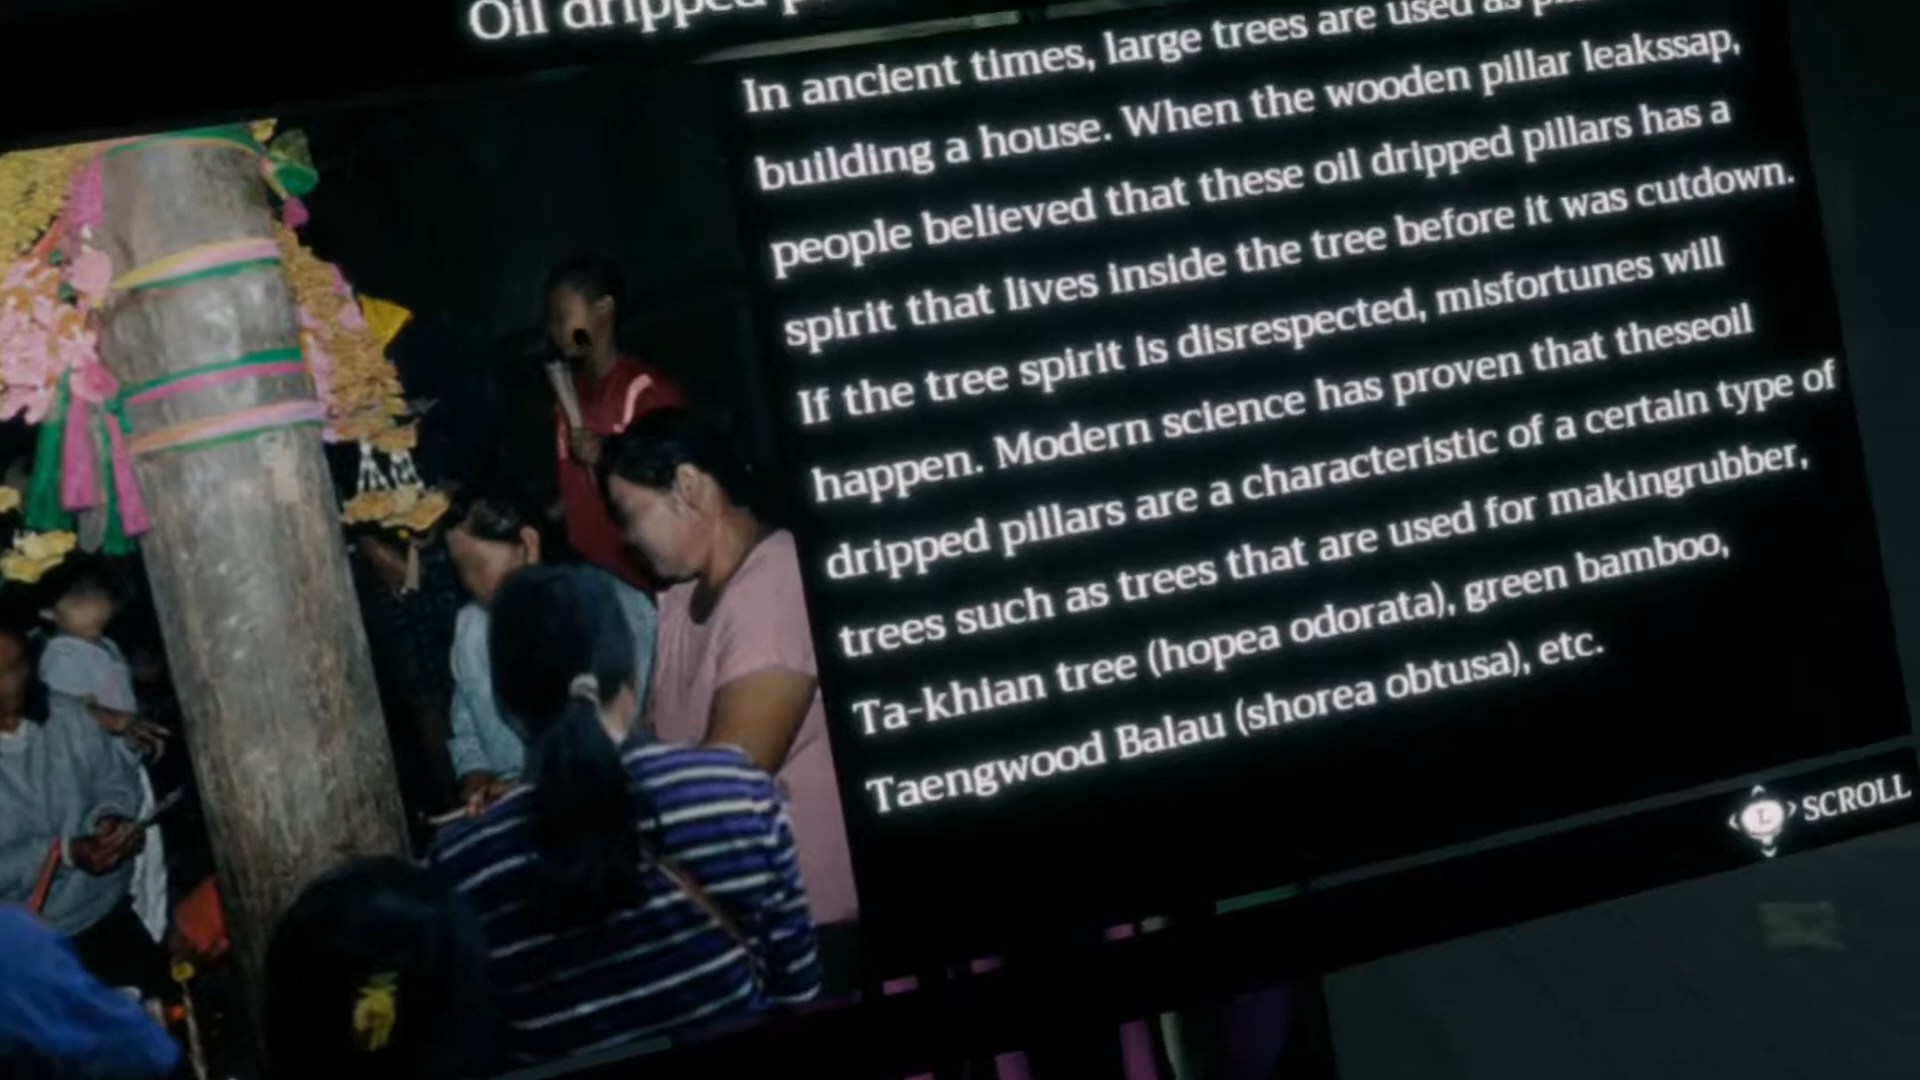 Oil dripped
In ancient times, large trees are used as
building a house. When the wooden pillar leakssap,
people believed that these oil dripped pillars has a
spirit that lives inside the tree before it was cutdown.
If the tree spirit is disrespected, misfortunes will
happen. Modern science has proven that theseoil
dripped pillars are a characteristic of a certain type of
trees such as trees that are used for makingrubber,
Ta-khian tree (hopea odorata), green bamboo,
Taengwood Balau (shorea obtusa), etc.
L SCROLL